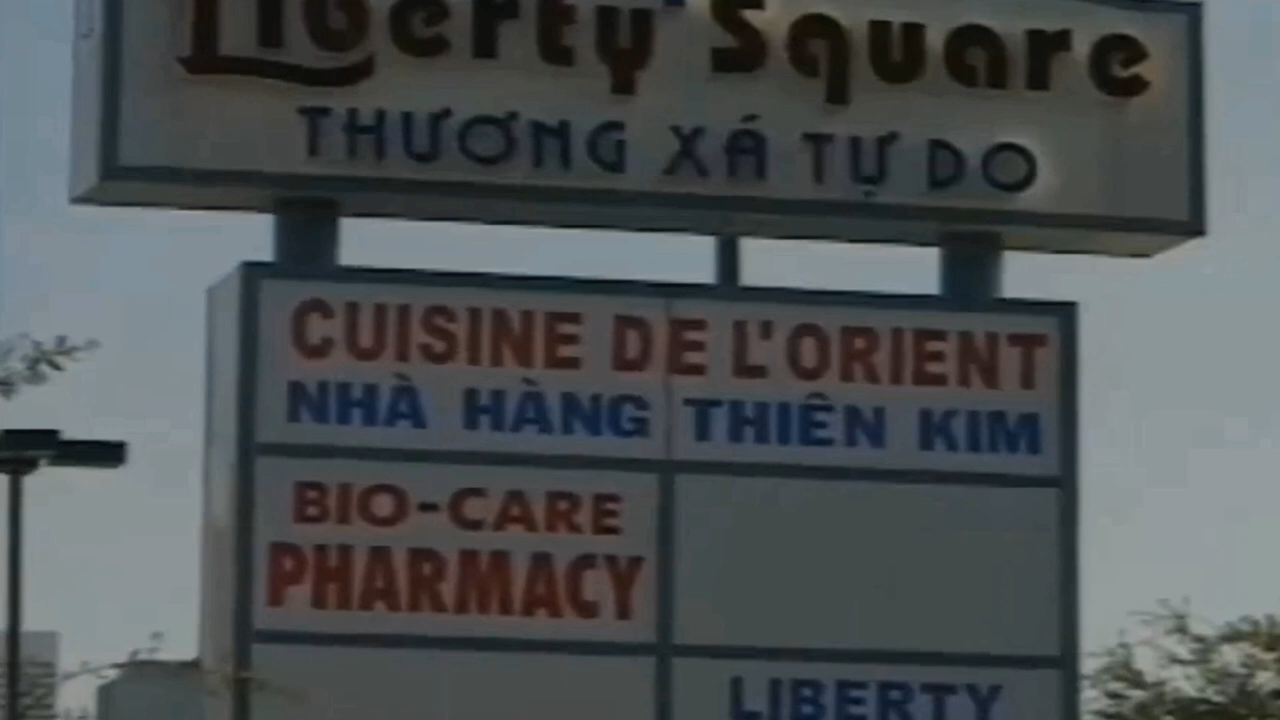 Liberty Square
THƯƠNG XÁ TỰ DO
CUISINE DE L'ORIENT
NHÀ HÀNG THIÊN KIM
BIO-CARE
PHARMACY
LIBERTY